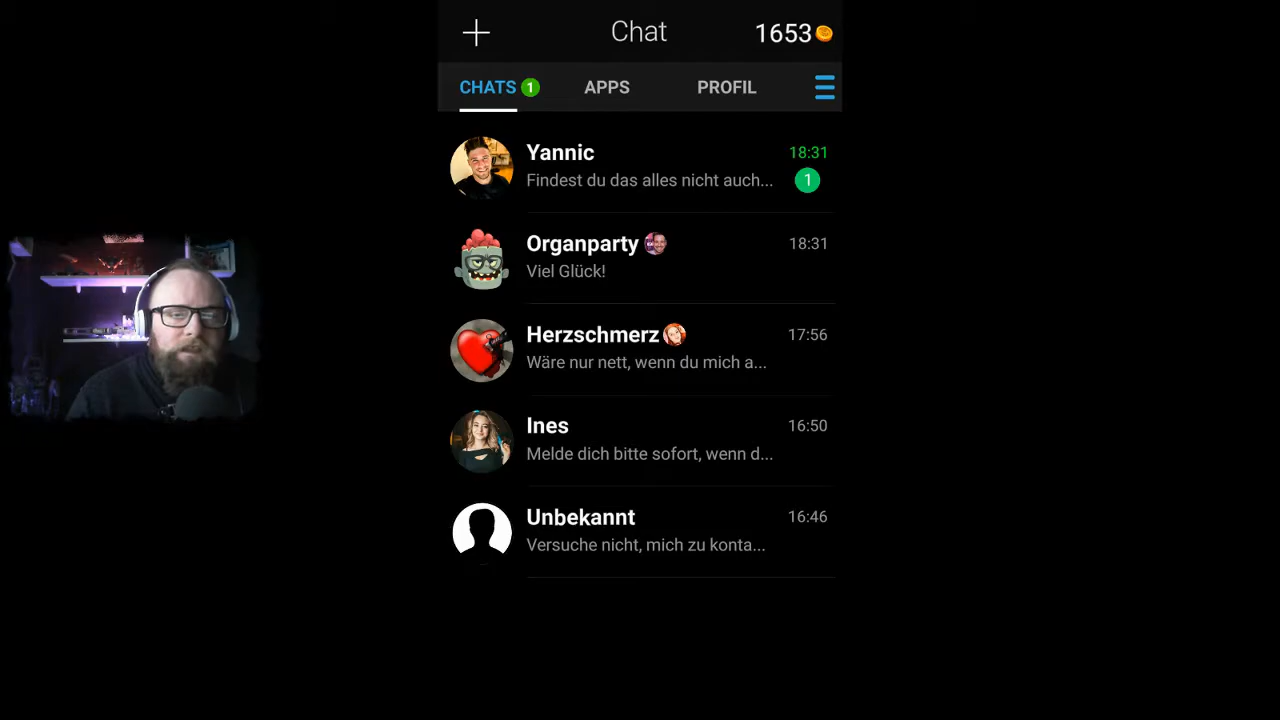 Chat
1653
CHATS 1
APPS
PROFIL
Yannic
18:31
Findest du das alles nicht auch...
1
Organparty
18:31
Viel Glück!
Herzschmerz
17:56
Wäre nur nett, wenn du mich a...
Ines
16:50
Melde dich bitte sofort, wenn d...
Unbekannt
16:46
Versuche nicht, mich zu konta...